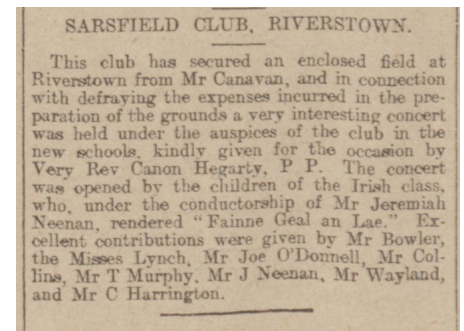 SARSFIELD CLUB, RIVERSTOWN.
This club has secured an enclosed field at
Riverstown from Mr Canavan, and in connection
with defraying the expenses incurred in the pre-
paration of the grounds a very interesting concert
was held under the auspices of the club in the
new schools, kindly given for the occasion by
Very Rev Canon Hegarty, P P. The concert
was opened by the children of the Irish class,
who, under the conductorship of Mr Jeremiah
Neenan, rendered "Fainne Geal an Lae." Ex-
cellent contributions were given by Mr Bowler,
the Misses Lynch, Mr Joe O'Donnell, Mr Col-
lins, Mr T Murphy, Mr J Neenan, Mr Wayland,
and Mr C Harrington.